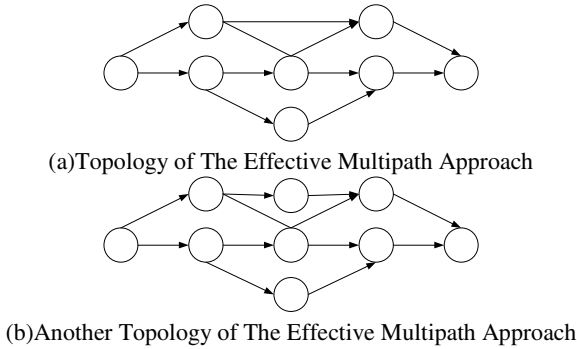 (a)Topology of The Effective Multipath Approach
(b)Another Topology of The Effective Multipath Approach